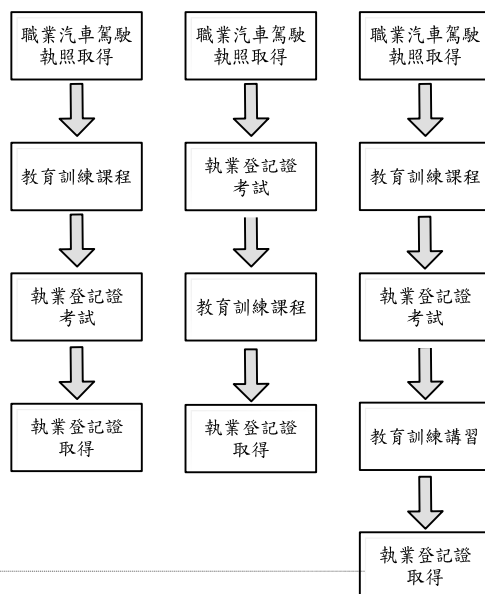 職業汽車駕駛
執照取得
教育訓練課程
執業登記證
考試
執業登記證
取得
職業汽車駕駛
執照取得
執業登記證
考試
教育訓練課程
執業登記證
取得
職業汽車駕駛
執照取得
教育訓練課程
執業登記證
考試
教育訓練講習
執業登記證
取得